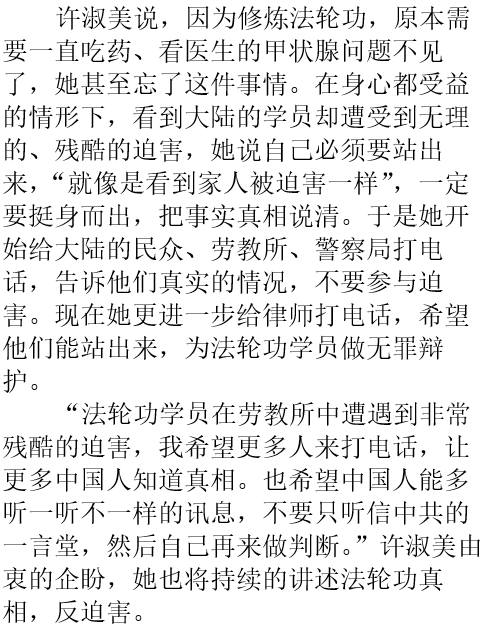 许淑美说，因为修炼法轮功，原本需
要一直吃药、看医生的甲状腺问题不见
了，她甚至忘了这件事情。在身心都受益
的情形下，看到大陆的学员却遭受到无理
的、残酷的迫害，她说自己必须要站出
来，“就像是看到家人被迫害一样”，一定
要挺身而出，把事实真相说清。于是她开
始给大陆的民众、劳教所、警察局打电
话，告诉他们真实的情况，不要参与迫
害。现在她更进一步给律师打电话，希望
他们能站出来，为法轮功学员做无罪辩
护。
“法轮功学员在劳教所中遭遇到非常
残酷的迫害，我希望更多人来打电话，让
更多中国人知道真相。也希望中国人能多
听一听不一样的讯息，不要只听信中共的
一言堂，然后自己再来做判断。”许淑美由
衷的企盼，她也将持续的讲述法轮功真
相，反迫害。